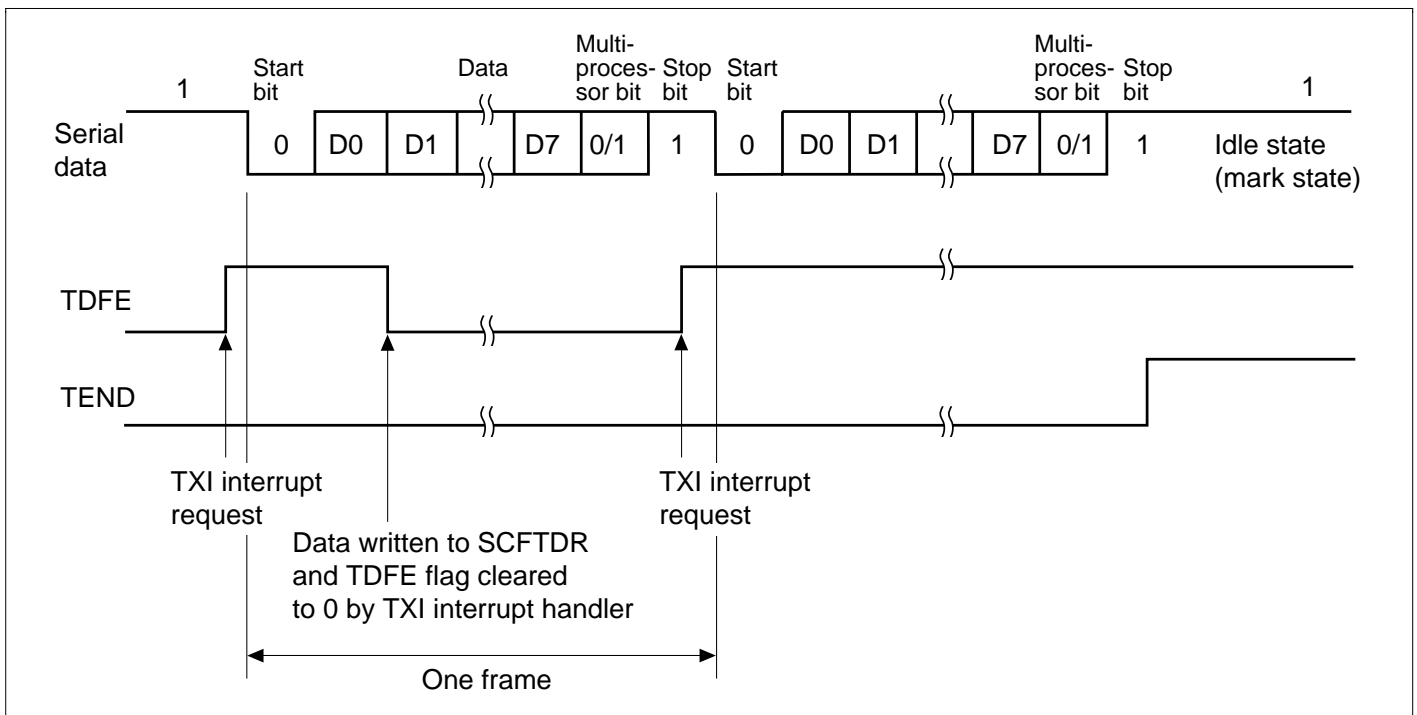 Multi-
proces-
sor bit
Multi-
proces-
sor bit
Start
bit
Data
Stop
bit
Start
bit
Stop
bit
1
1
Serial
data
0 D0 D1 D7 0/1 1 0 D0 D1 D7 0/1 1
Idle state
(mark state)
TDFE
TEND
TXI interrupt
request
TXI interrupt
request
Data written to SCFTDR
and TDFE flag cleared
to 0 by TXI interrupt handler
One frame